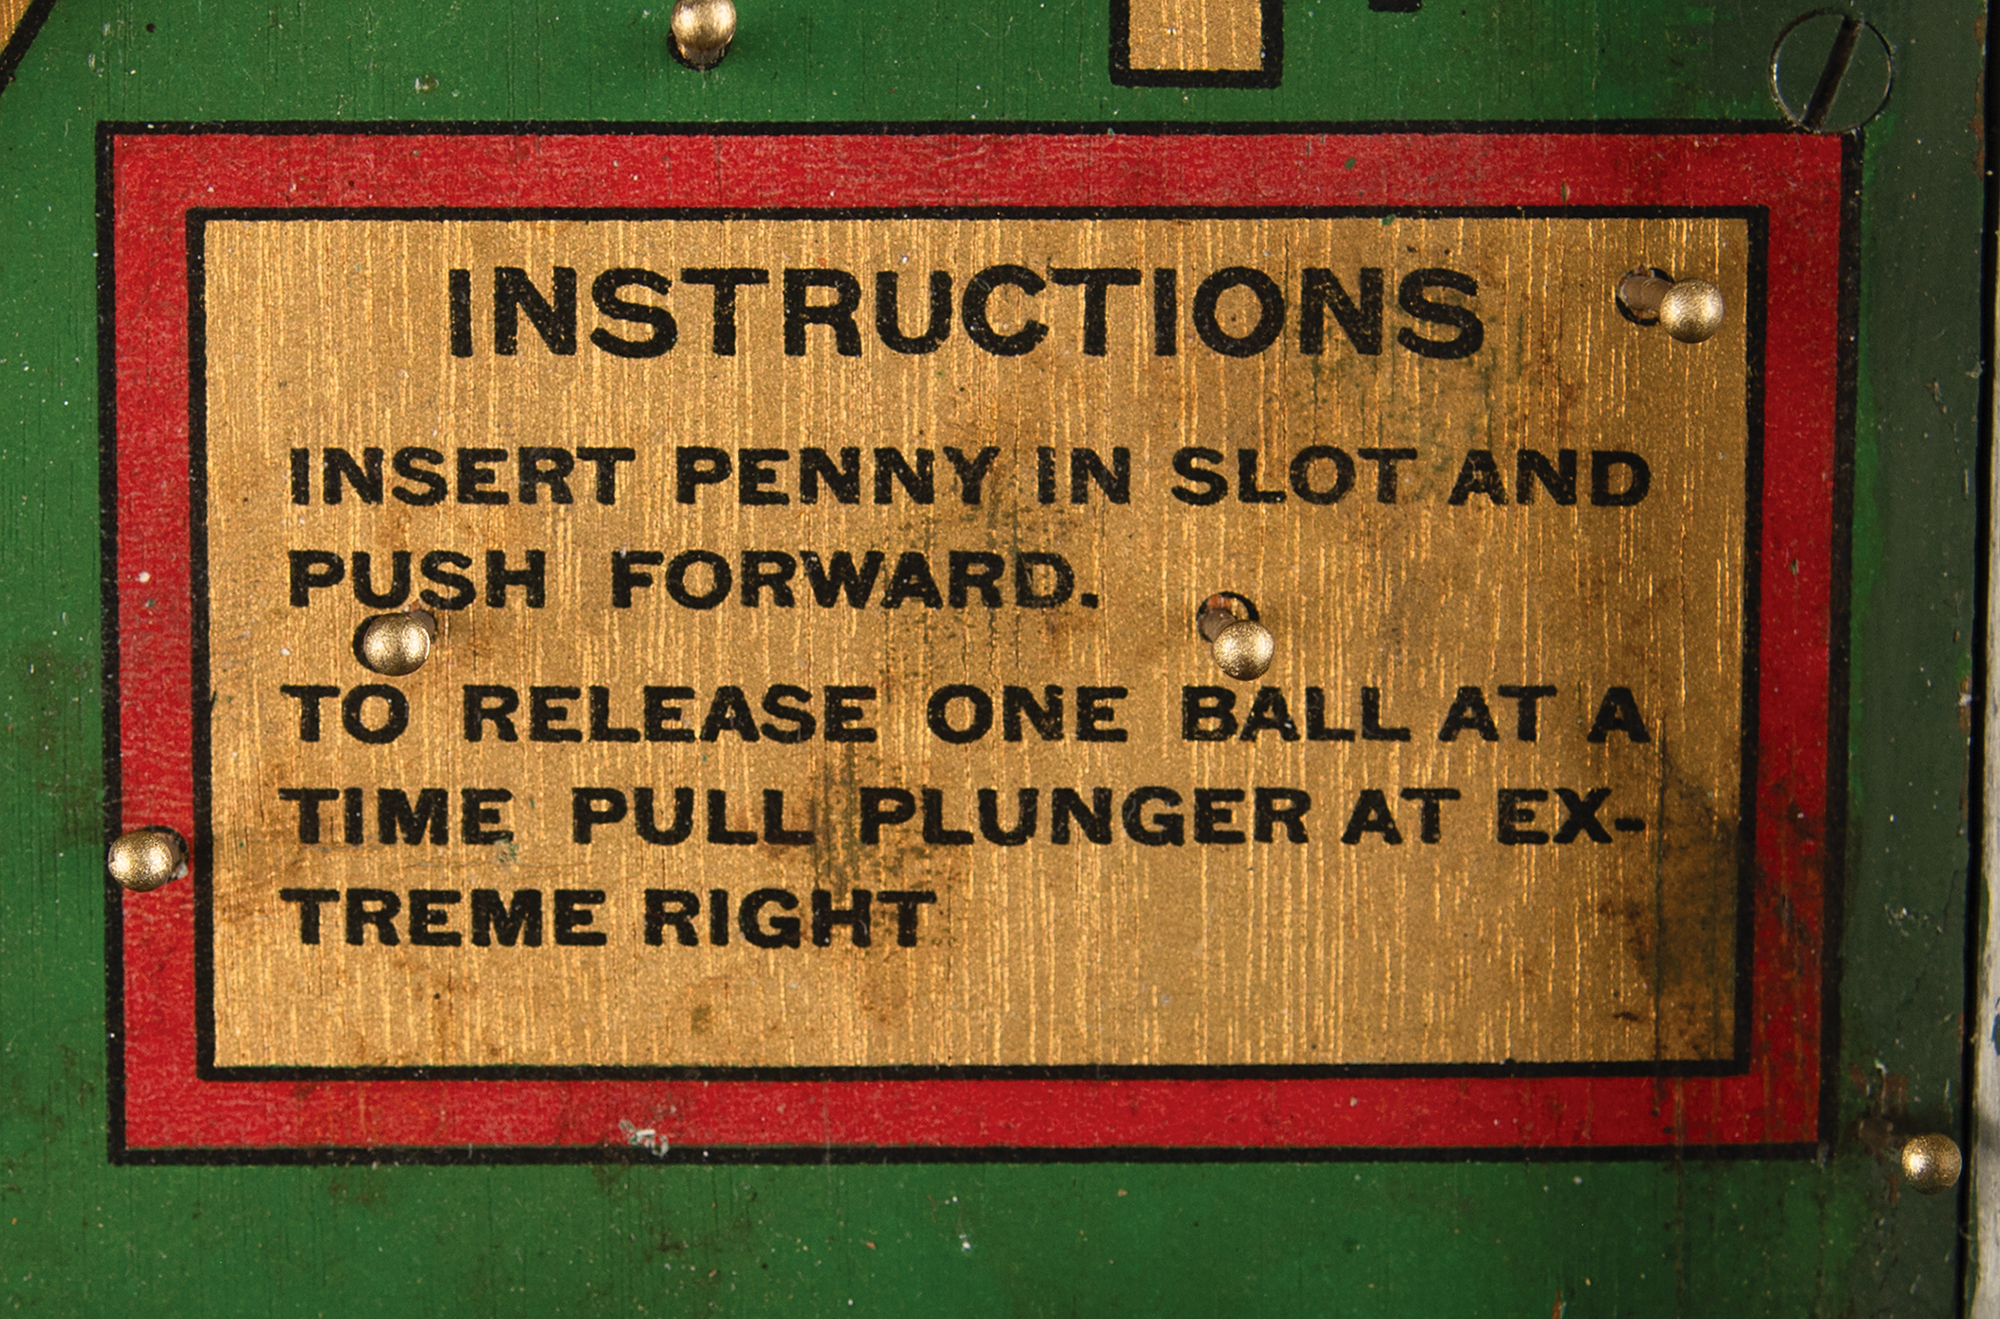 INSTRUCTIONS
INSERT PENNY IN SLOT AND
PUSH FORWARD.
TO RELEASE ONE BALL AT A
TIME PULL PLUNGER AT EX-
TREME RIGHT